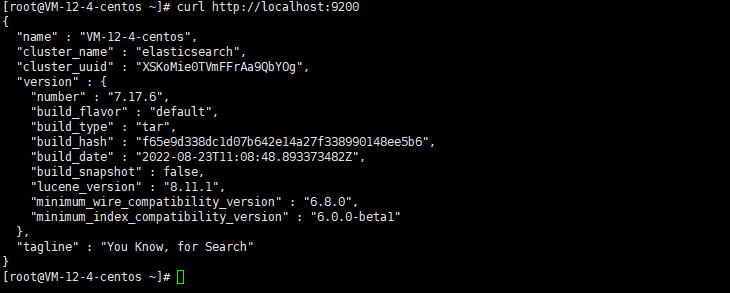 [root@VM-12-4-centos ~]# curl http://localhost:9200
{
  "name" : "VM-12-4-centos",
  "cluster_name" : "elasticsearch",
  "cluster_uuid" : "XSKoMie0TVmFFrAa9QbYOg",
  "version" : {
    "number" : "7.17.6",
    "build_flavor" : "default",
    "build_type" : "tar",
    "build_hash" : "f65e9d338dc1d07b642e14a27f338990148ee5b6",
    "build_date" : "2022-08-23T11:08:48.893373482Z",
    "build_snapshot" : false,
    "lucene_version" : "8.11.1",
    "minimum_wire_compatibility_version" : "6.8.0",
    "minimum_index_compatibility_version" : "6.0.0-beta1"
  },
  "tagline" : "You Know, for Search"
}
[root@VM-12-4-centos ~]#